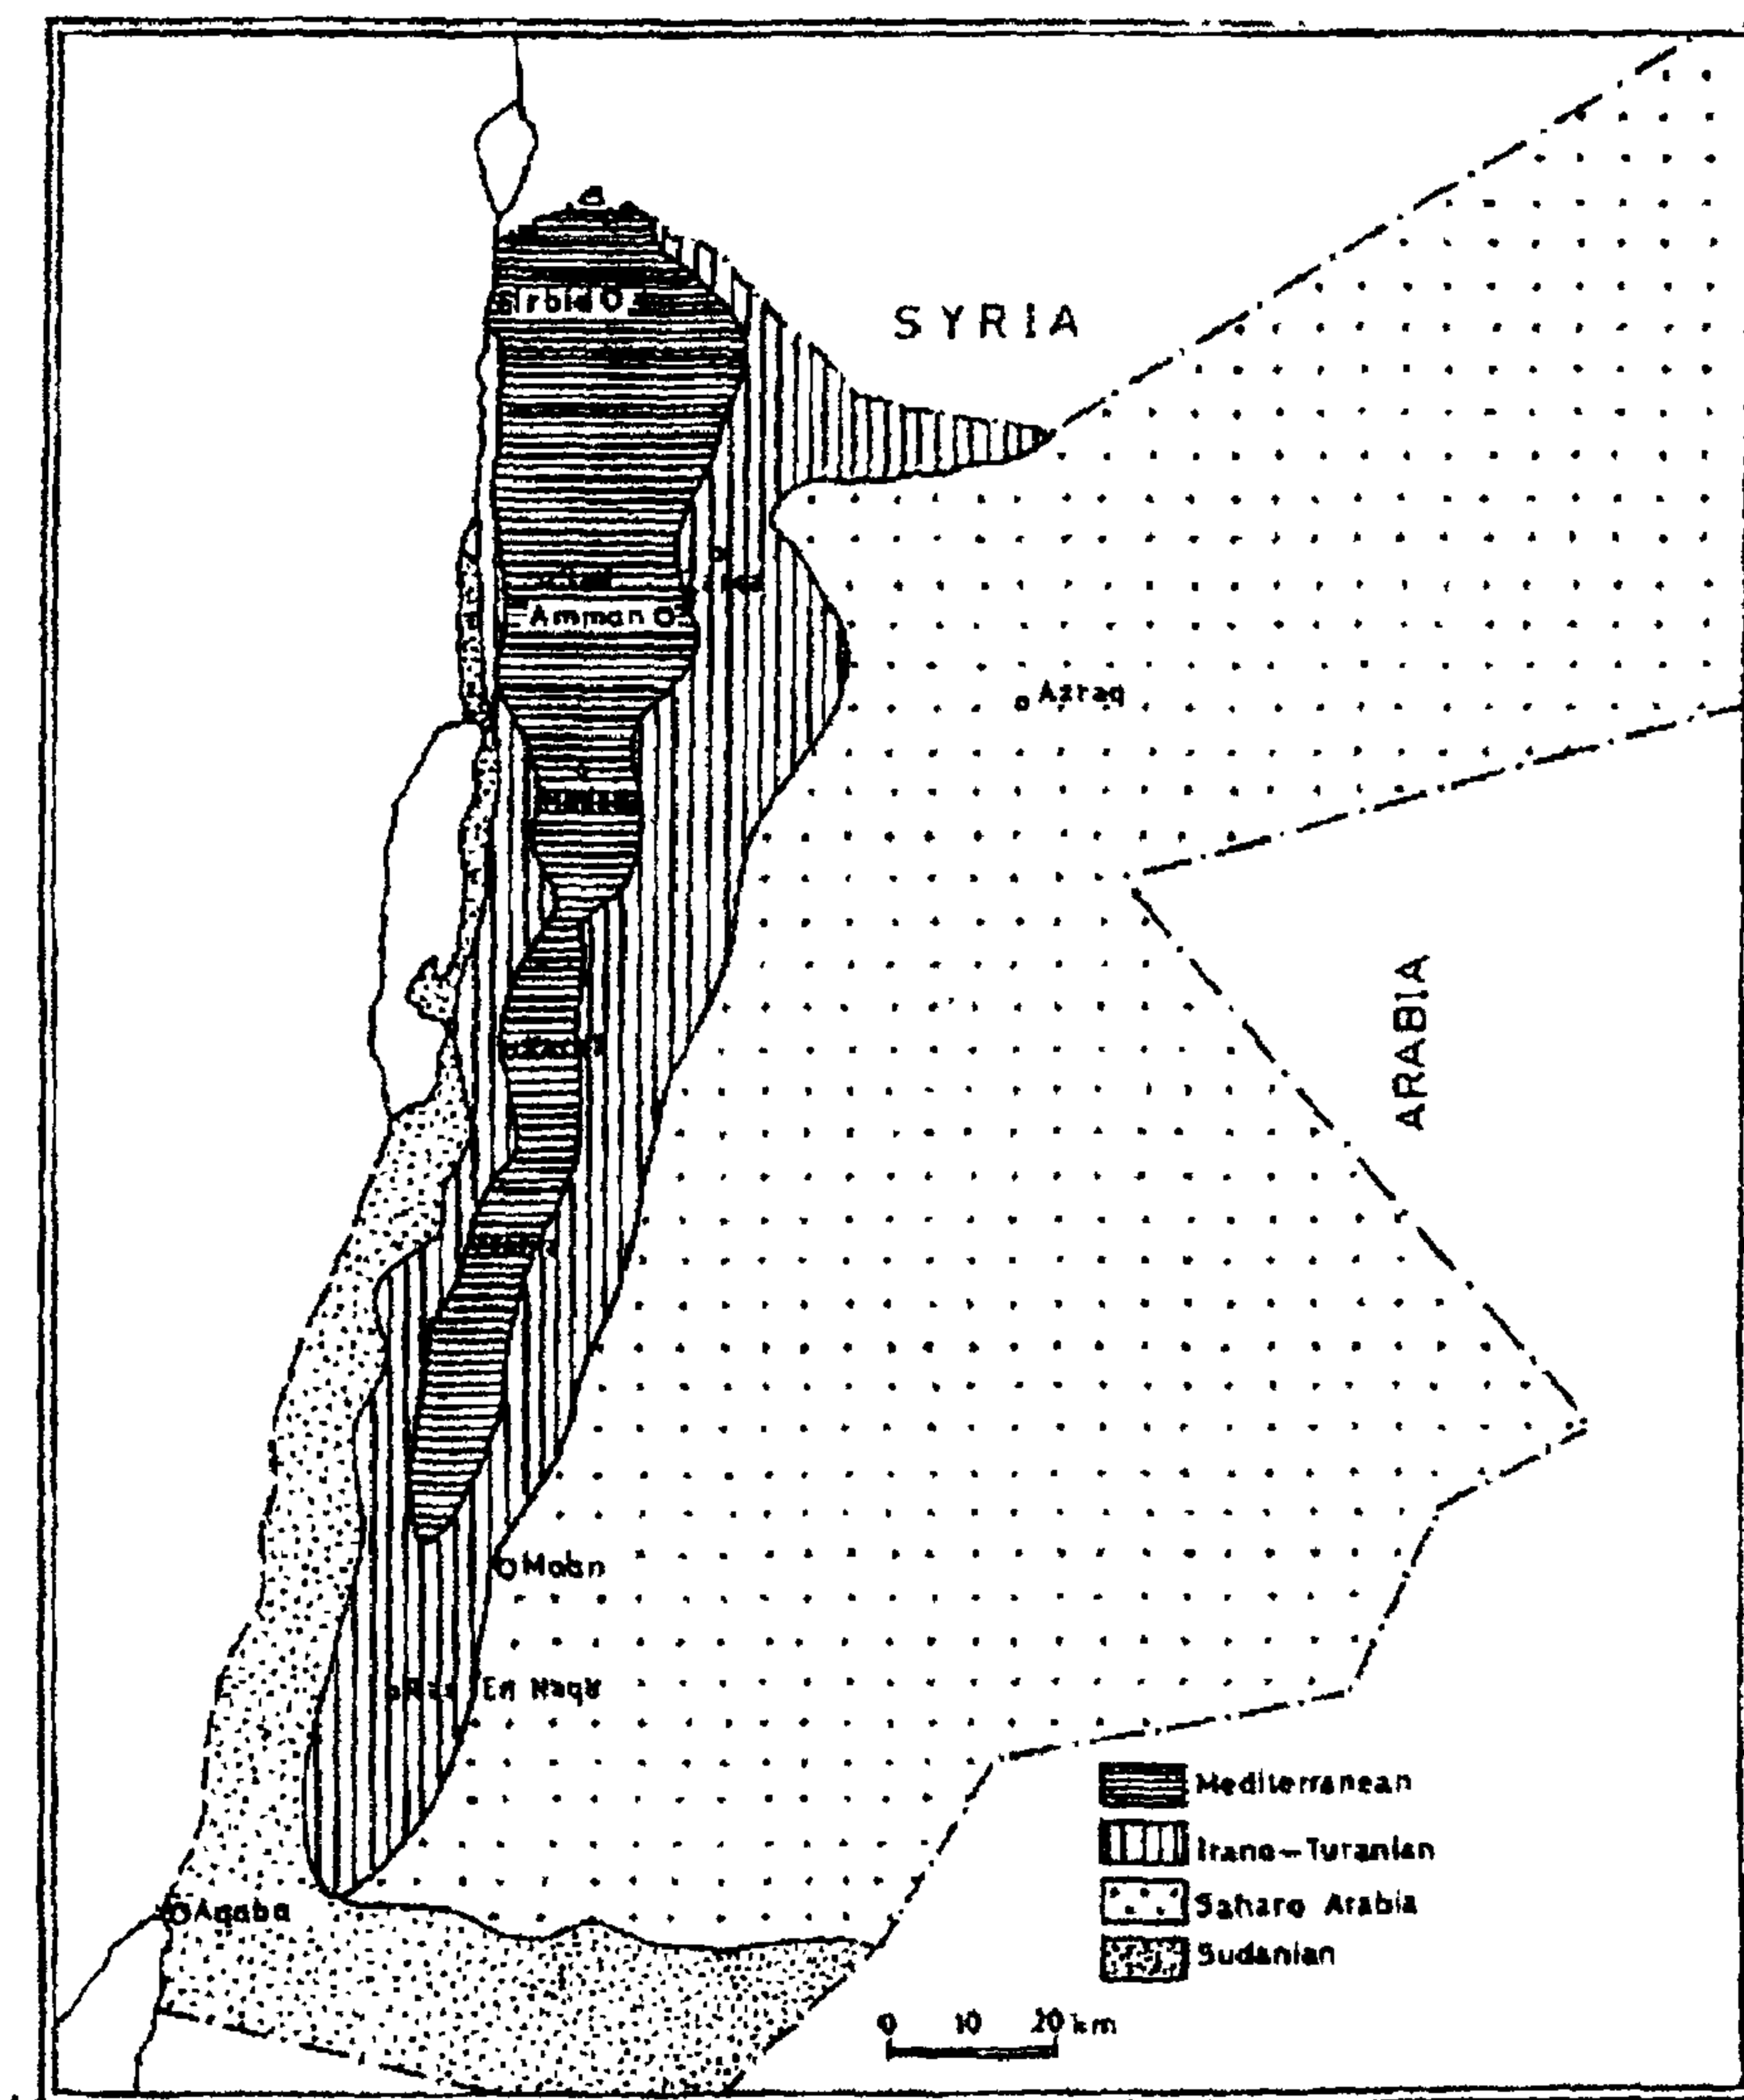 SYRIA
Irbid
Amman
Azraq
ARABIA
Maan
En Naqb
Aqaba
Mediterranean
Irano-Turanian
Saharo Arabia
Sudanian
0 10 20 km